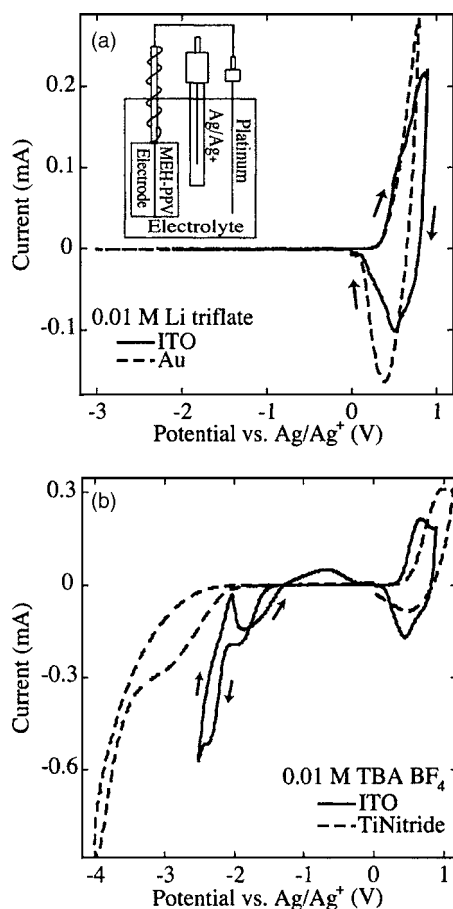 (a)
0.2
0
-0.1
Current (mA)
MEH-PPV
Electrode
Ag/Ag+
Platinum
Electrolyte
0.01 M Li triflate
ITO
Au
-3 -2 -1 0 1
Potential vs. Ag/Ag⁺ (V)
(b)
0.3
0
-0.3
-0.6
Current (mA)
0.01 M TBA BF₄
ITO
TiNitride
-4 -3 -2 -1 0 1
Potential vs. Ag/Ag⁺ (V)